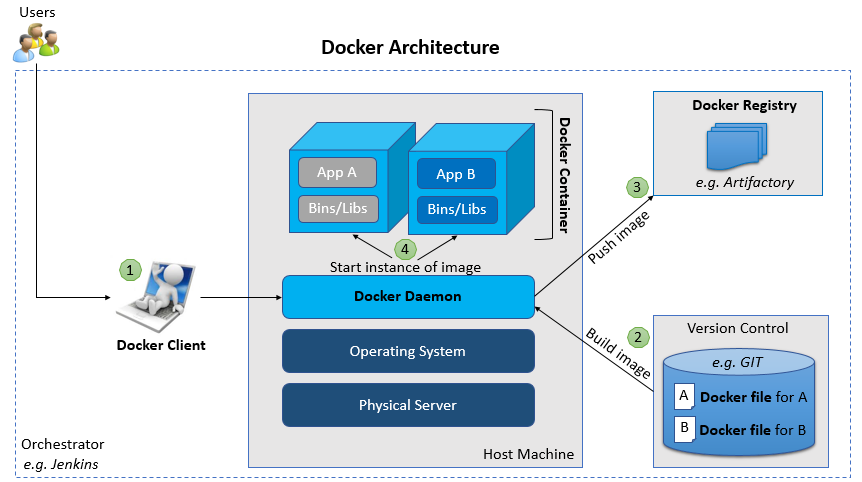 Users
Docker Architecture
Docker Registry
e.g. Artifactory
Docker Container
App A
Bins/Libs
App B
Bins/Libs
3
Push image
4
Start instance of image
1
Docker Client
Docker Daemon
Operating System
Physical Server
Host Machine
2
Build image
Version Control
e.g. GIT
A
Docker file for A
B
Docker file for B
Orchestrator
e.g. Jenkins